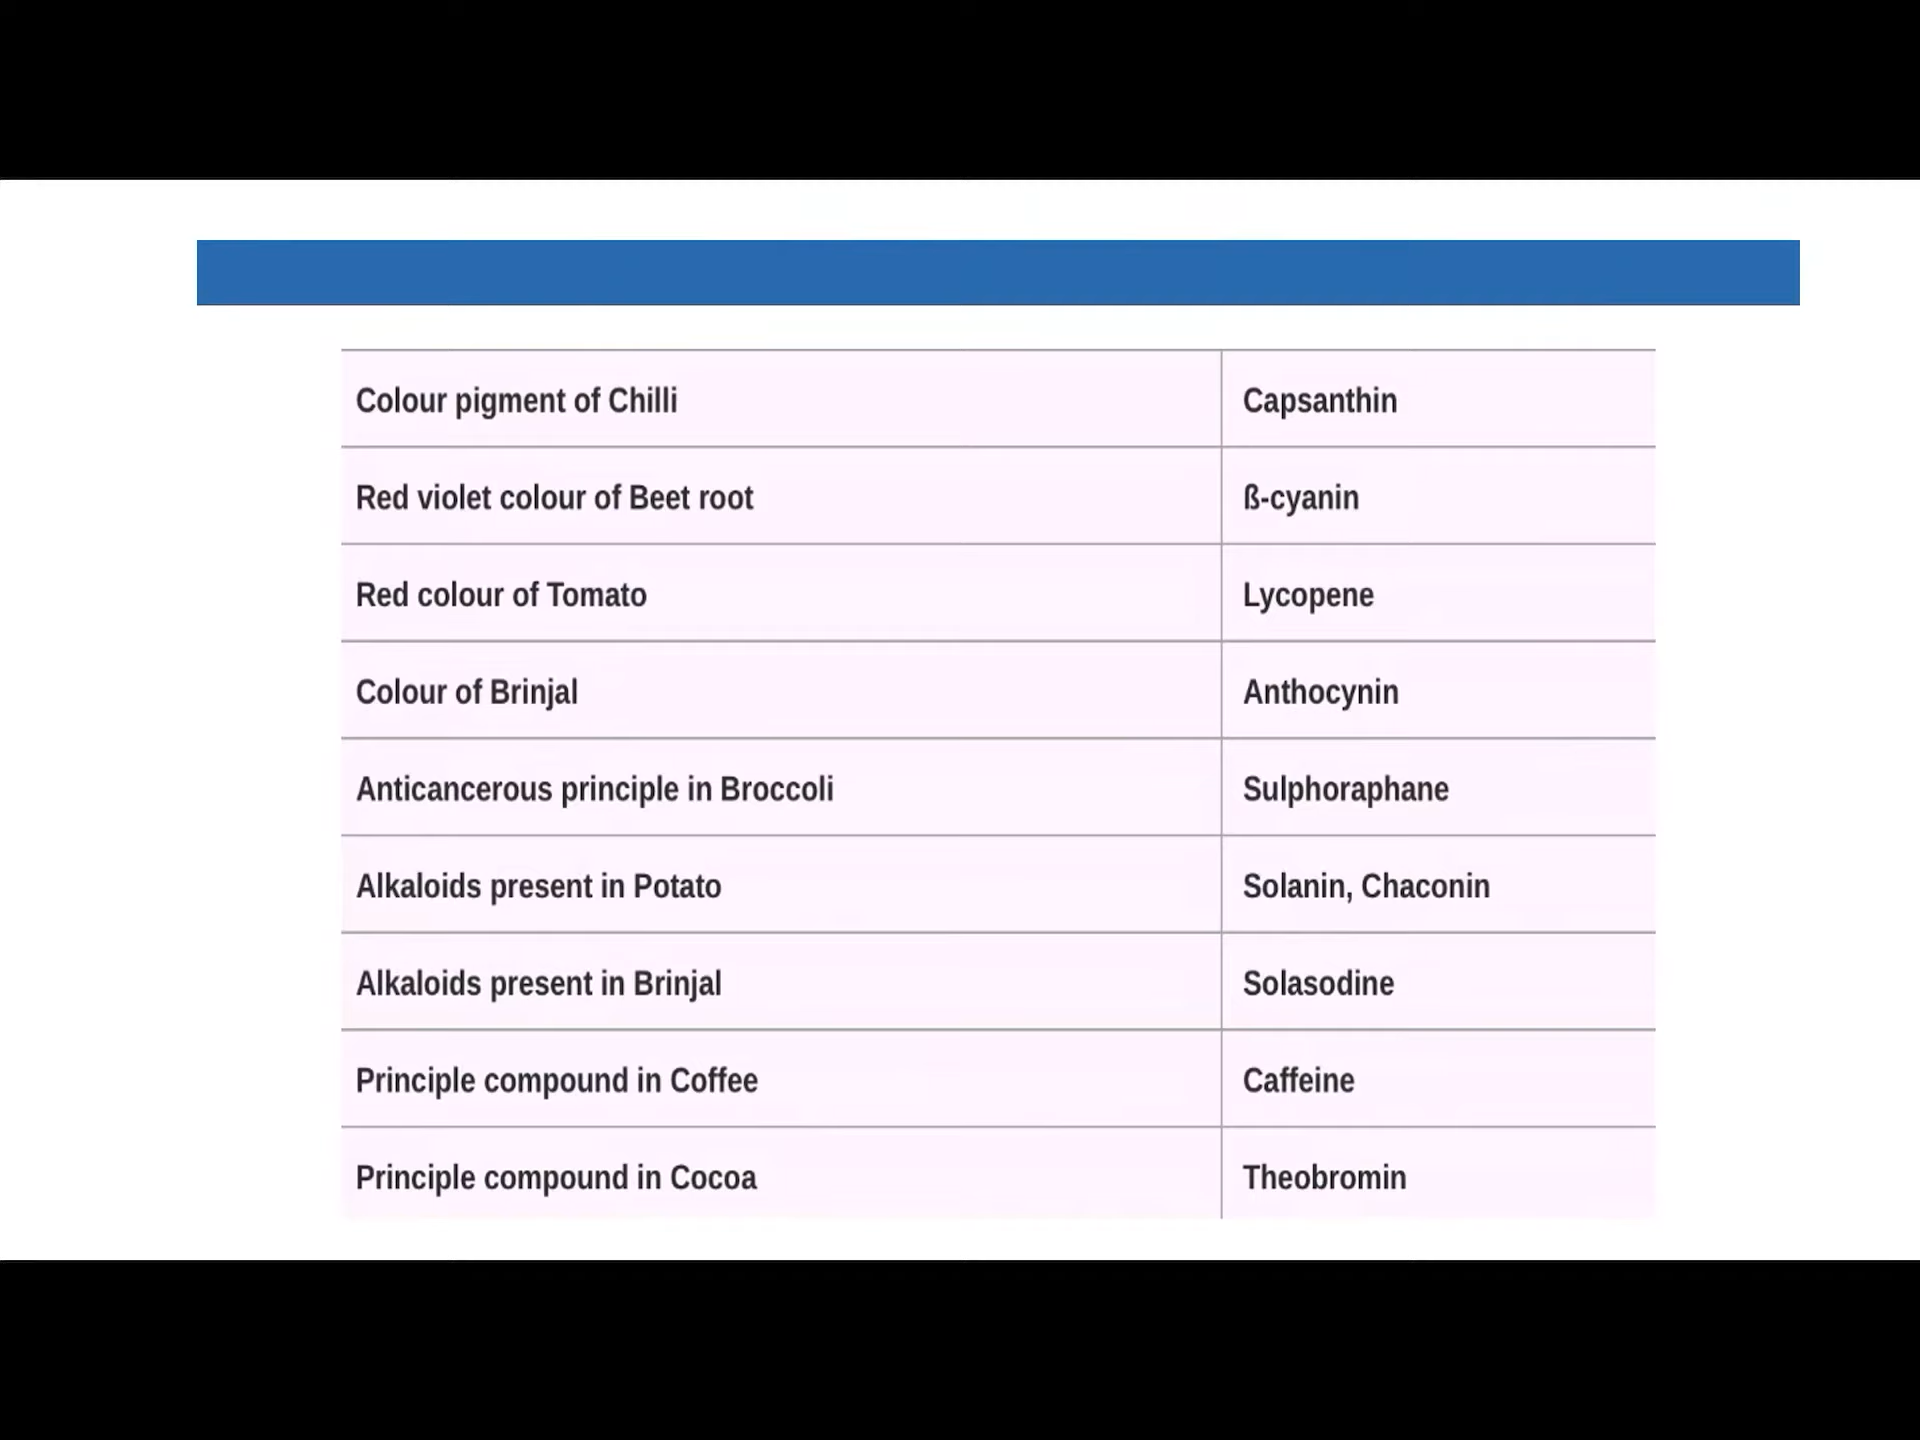 Colour pigment of Chilli Capsanthin
Red violet colour of Beet root ß-cyanin
Red colour of Tomato Lycopene
Colour of Brinjal Anthocynin
Anticancerous principle in Broccoli Sulphoraphane
Alkaloids present in Potato Solanin, Chaconin
Alkaloids present in Brinjal Solasodine
Principle compound in Coffee Caffeine
Principle compound in Cocoa Theobromin